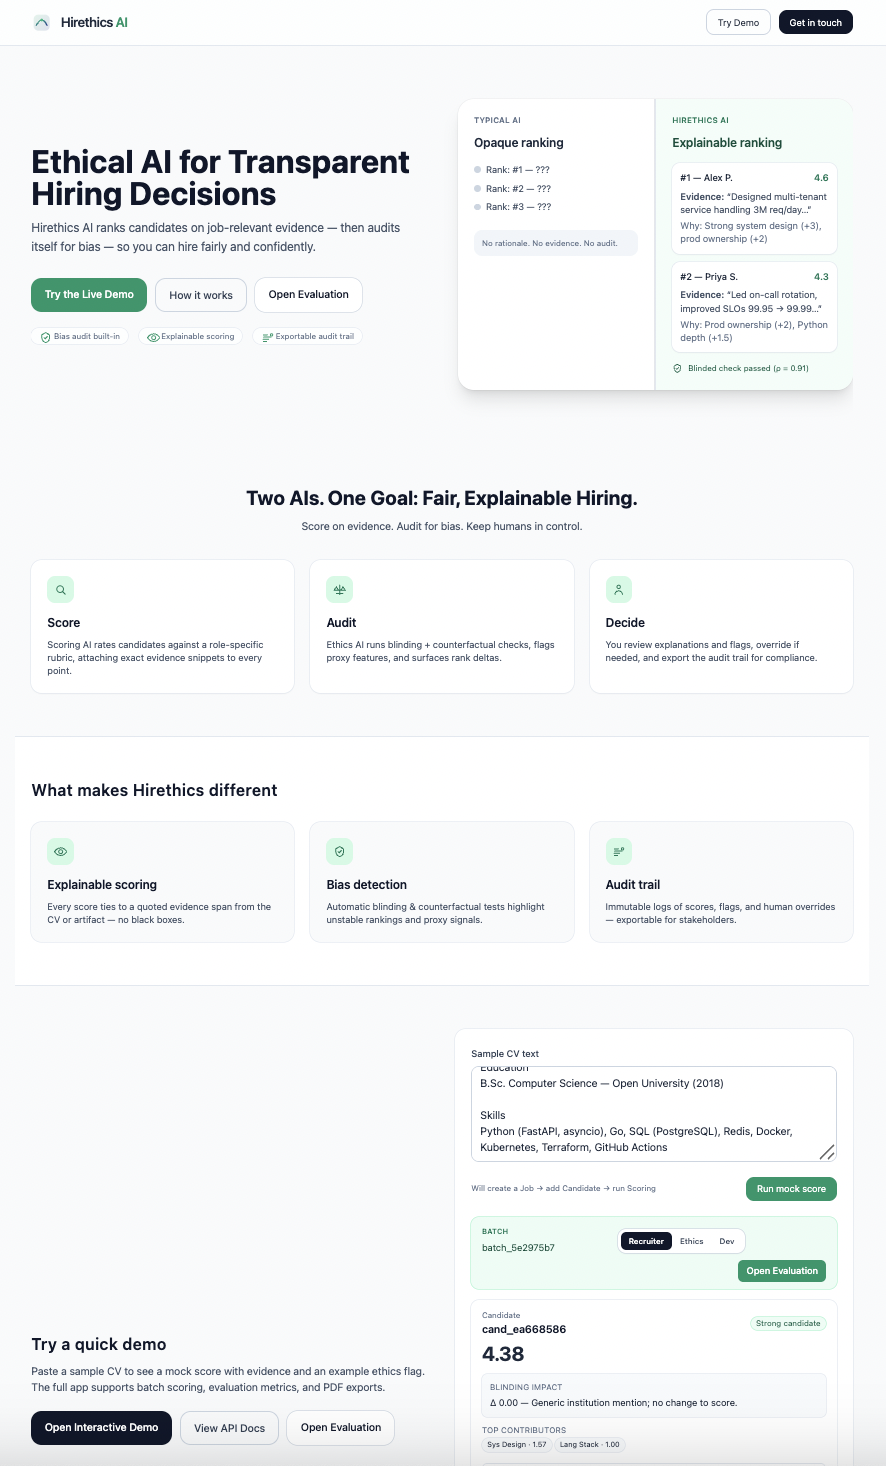 Hirethics AI
Try Demo
Get in touch
Ethical AI for Transparent
Hiring Decisions
Hirethics AI ranks candidates on job-relevant evidence — then audits
itself for bias — so you can hire fairly and confidently.
Try the Live Demo
How it works
Open Evaluation
Bias audit built-in
Explainable scoring
Exportable audit trail
TYPICAL AI
Opaque ranking
Rank: #1 — ???
Rank: #2 — ???
Rank: #3 — ???
No rationale. No evidence. No audit.
HIRETHICS AI
Explainable ranking
#1 — Alex P. 4.6
Evidence: “Designed multi-tenant
service handling 3M req/day…”
Why: Strong system design (+3),
prod ownership (+2)
#2 — Priya S. 4.3
Evidence: “Led on-call rotation,
improved SLOs 99.95 → 99.99…”
Why: Prod ownership (+2), Python
depth (+1.5)
Blinded check passed (ρ = 0.91)
Two AIs. One Goal: Fair, Explainable Hiring.
Score on evidence. Audit for bias. Keep humans in control.
Score
Scoring AI rates candidates against a role-specific
rubric, attaching exact evidence snippets to every
point.
Audit
Ethics AI runs blinding + counterfactual checks, flags
proxy features, and surfaces rank deltas.
Decide
You review explanations and flags, override if
needed, and export the audit trail for compliance.
What makes Hirethics different
Explainable scoring
Every score ties to a quoted evidence span from the
CV or artifact — no black boxes.
Bias detection
Automatic blinding & counterfactual tests highlight
unstable rankings and proxy signals.
Audit trail
Immutable logs of scores, flags, and human overrides
— exportable for stakeholders.
Try a quick demo
Paste a sample CV to see a mock score with evidence and an example ethics flag.
The full app supports batch scoring, evaluation metrics, and PDF exports.
Open Interactive Demo
View API Docs
Open Evaluation
Sample CV text
Education
B.Sc. Computer Science — Open University (2018)
Skills
Python (FastAPI, asyncio), Go, SQL (PostgreSQL), Redis, Docker,
Kubernetes, Terraform, GitHub Actions
Will create a Job → add Candidate → run Scoring
Run mock score
BATCH
batch_5e2975b7
Recruiter
Ethics
Dev
Open Evaluation
Candidate
cand_ea668586
Strong candidate
4.38
BLINDING IMPACT
Δ 0.00 — Generic institution mention; no change to score.
TOP CONTRIBUTORS
Sys Design · 1.57
Lang Stack · 1.00